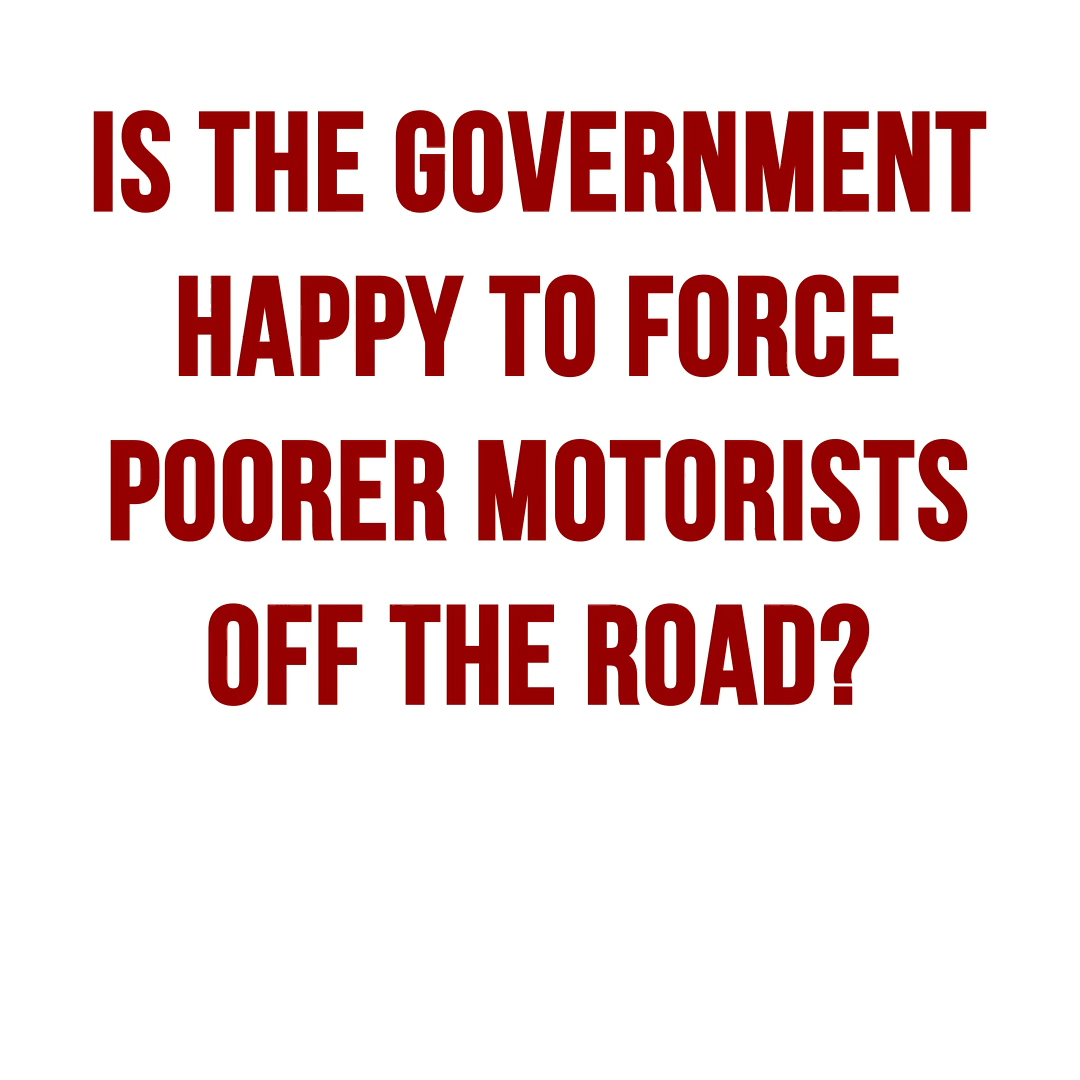 IS THE GOVERNMENT
HAPPY TO FORCE
POORER MOTORISTS
OFF THE ROAD?